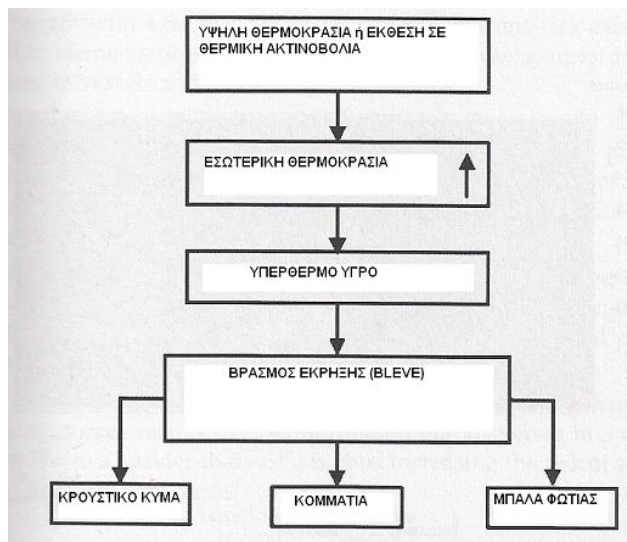 ΥΨΗΛΗ ΘΕΡΜΟΚΡΑΣΙΑ ή ΕΚΘΕΣΗ ΣΕ
ΘΕΡΜΙΚΗ ΑΚΤΙΝΟΒΟΛΙΑ
ΕΣΩΤΕΡΙΚΗ ΘΕΡΜΟΚΡΑΣΙΑ
ΥΠΕΡΘΕΡΜΟ ΥΓΡΟ
ΒΡΑΣΜΟΣ ΕΚΡΗΞΗΣ (BLEVE)
ΚΡΟΥΣΤΙΚΟ ΚΥΜΑ
ΚΟΜΜΑΤΙΑ
ΜΠΑΛΑ ΦΩΤΙΑΣ